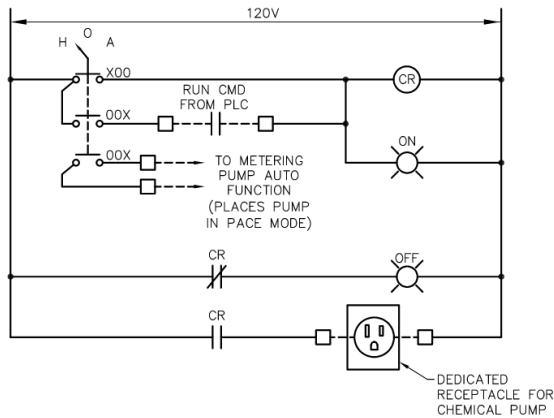 120V
H O A
X00
CR
RUN CMD
FROM PLC
00X
ON
00X
TO METERING
PUMP AUTO
FUNCTION
(PLACES PUMP
IN PACE MODE)
CR
OFF
CR
DEDICATED
RECEPTACLE FOR
CHEMICAL PUMP